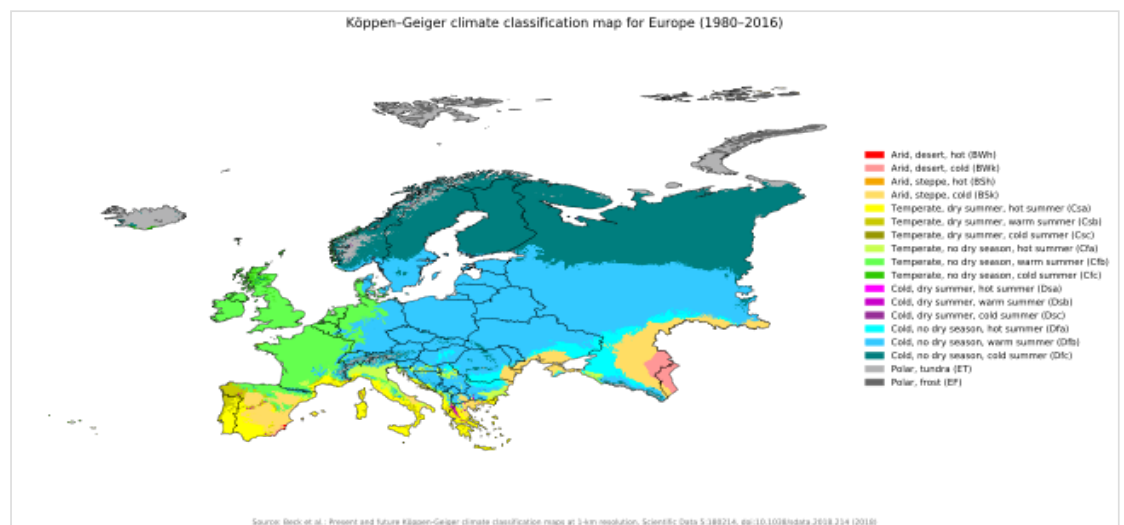 Köppen–Geiger climate classification map for Europe (1980–2016)
Arid, desert, hot (BWh)
Arid, desert, cold (BWk)
Arid, steppe, hot (BSh)
Arid, steppe, cold (BSk)
Temperate, dry summer, hot summer (Csa)
Temperate, dry summer, warm summer (Csb)
Temperate, dry summer, cold summer (Csc)
Temperate, no dry season, hot summer (Cfa)
Temperate, no dry season, warm summer (Cfb)
Temperate, no dry season, cold summer (Cfc)
Cold, dry summer, hot summer (Dsa)
Cold, dry summer, warm summer (Dsb)
Cold, dry summer, cold summer (Dsc)
Cold, no dry season, hot summer (Dfa)
Cold, no dry season, warm summer (Dfb)
Cold, no dry season, cold summer (Dfc)
Polar, tundra (ET)
Polar, frost (EF)
Source: Beck et al.: Present and future Köppen-Geiger climate classification maps at 1-km resolution, Scientific Data 5:180214, doi:10.1038/sdata.2018.214 (2018)